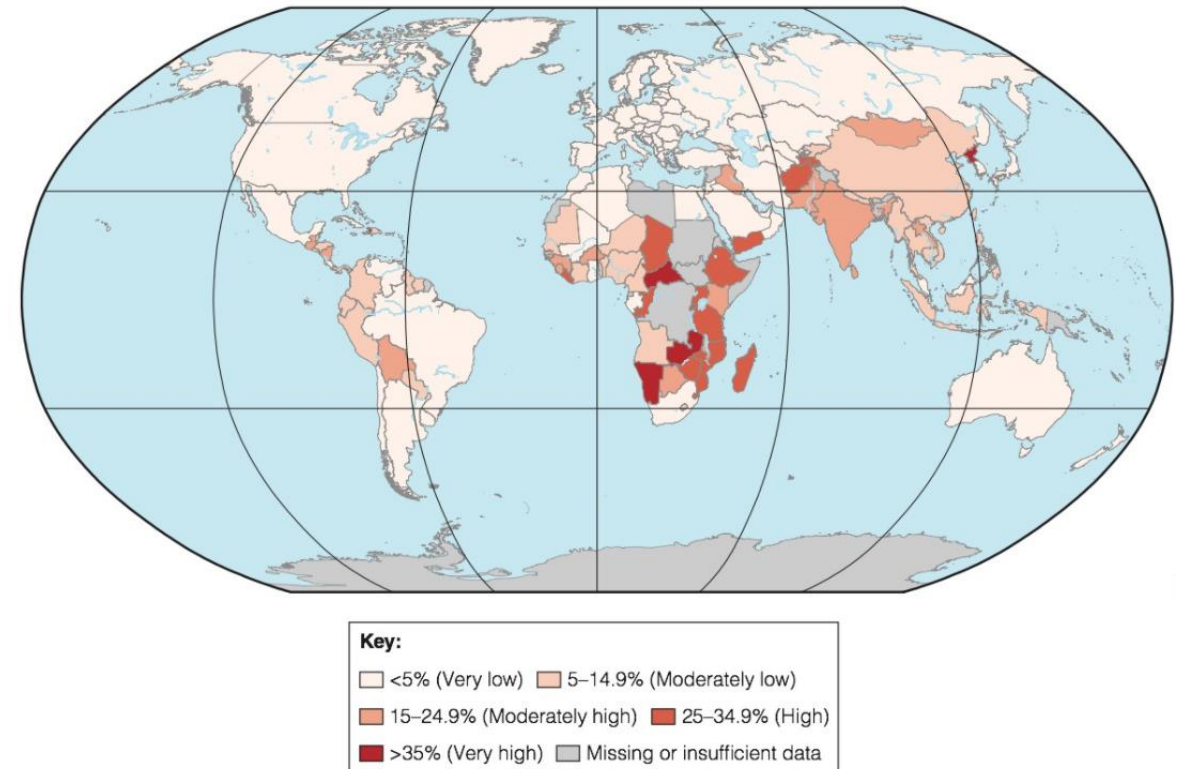 Key:
<5% (Very low) 5–14.9% (Moderately low)
15–24.9% (Moderately high) 25–34.9% (High)
>35% (Very high) Missing or insufficient data